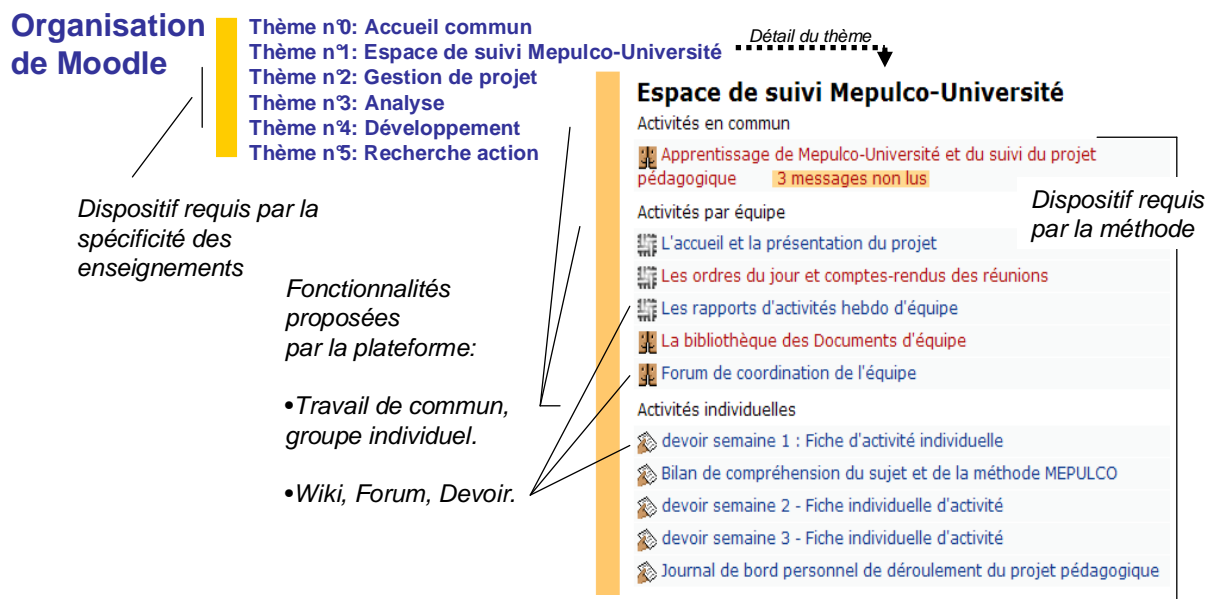 Organisation
de Moodle
Thème n°0: Accueil commun
Thème n°1: Espace de suivi Mepulco-Université
Thème n°2: Gestion de projet
Thème n°3: Analyse
Thème n°4: Développement
Thème n°5: Recherche action
Détail du thème
Dispositif requis par la
spécificité des
enseignements
Fonctionnalités
proposées
par la plateforme:
•Travail de commun,
groupe individuel.
•Wiki, Forum, Devoir.
Espace de suivi Mepulco-Université
Activités en commun
Apprentissage de Mepulco-Université et du suivi du projet
pédagogique 3 messages non lus
Dispositif requis
par la méthode
Activités par équipe
L'accueil et la présentation du projet
Les ordres du jour et comptes-rendus des réunions
Les rapports d'activités hebdo d'équipe
La bibliothèque des Documents d'équipe
Forum de coordination de l'équipe
Activités individuelles
devoir semaine 1 : Fiche d'activité individuelle
Bilan de compréhension du sujet et de la méthode MEPULCO
devoir semaine 2 - Fiche individuelle d'activité
devoir semaine 3 - Fiche individuelle d'activité
Journal de bord personnel de déroulement du projet pédagogique